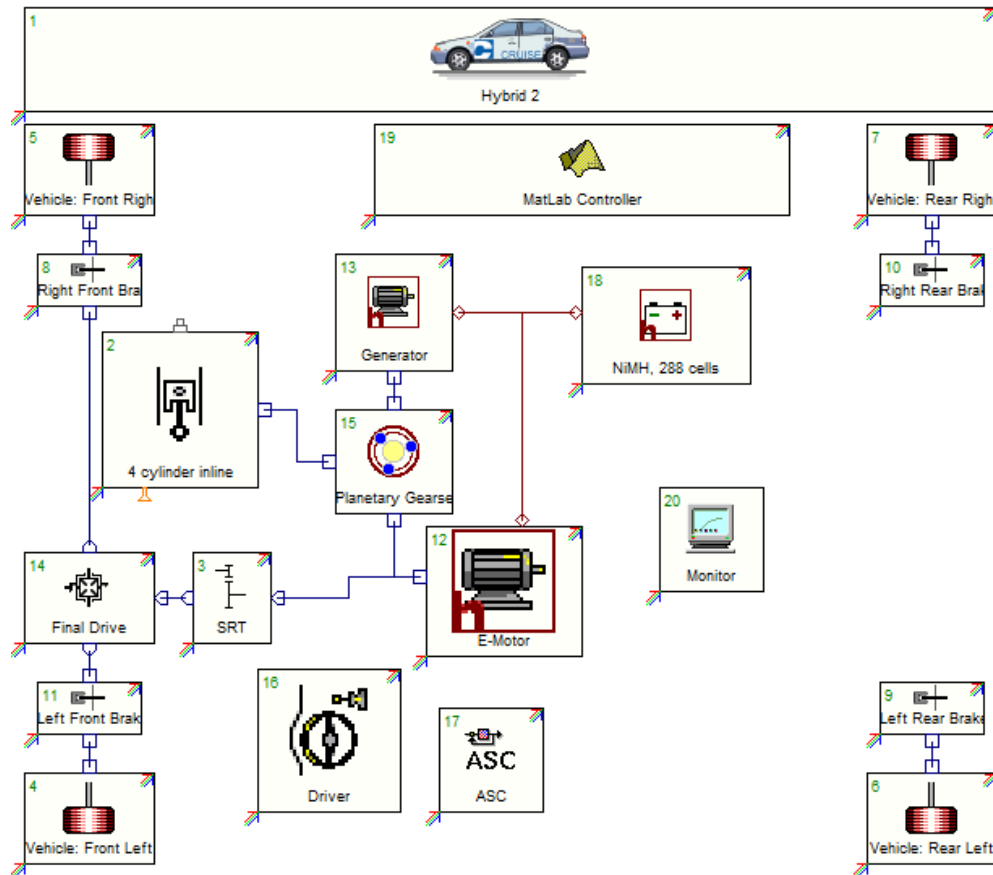 1
CRUISE
Hybrid 2
5
Vehicle: Front Righ
19
MatLab Controller
7
Vehicle: Rear Righ
8
Right Front Bra
13
Generator
18
NiMH, 288 cells
10
Right Rear Brak
2
4 cylinder inline
15
Planetary Gearse
20
Monitor
14
Final Drive
3
SRT
12
E-Motor
11
Left Front Brak
16
Driver
17
ASC
ASC
9
Left Rear Brake
4
Vehicle: Front Left
6
Vehicle: Rear Left